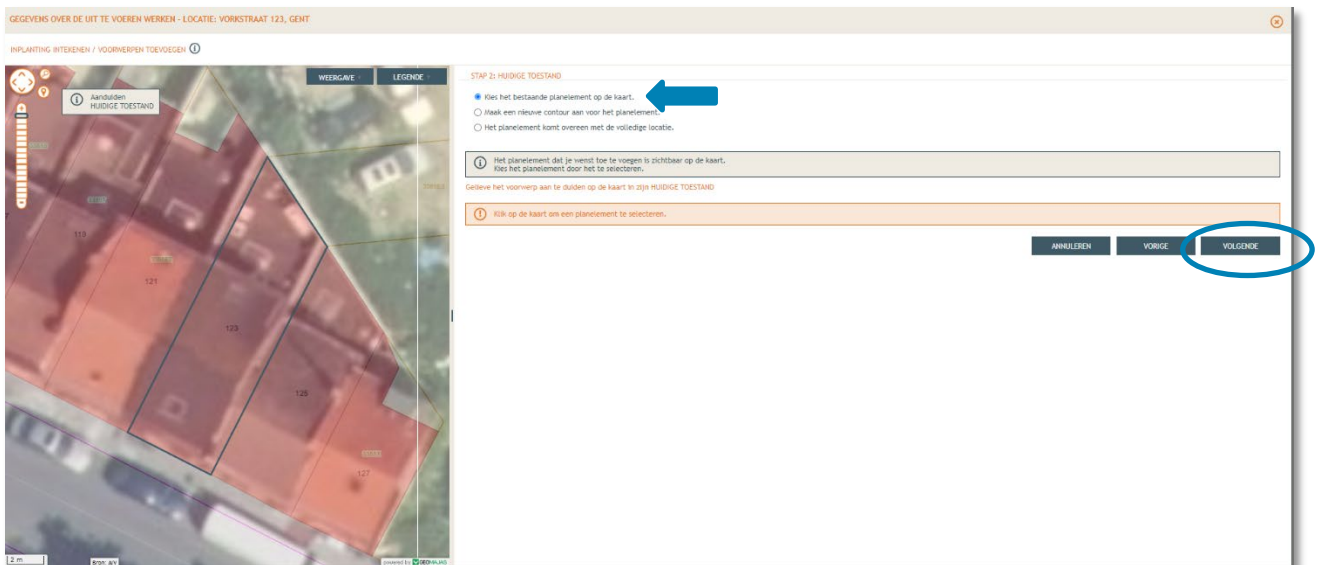 GEGEVENS OVER DE UIT TE VOEREN WERKEN - LOCATIE: VORKSTRAAT 123, GENT
INPLANTING INTEKENEN / VOORWERPEN TOEVOEGEN
WEERGAVE
LEGENDE
Aanduiden
HUIDIGE TOESTAND
119
121
123
125
127
2 m
Bron: aiv
powered by GEOMAJAS
STAP 2: HUIDIGE TOESTAND
Kies het bestaande planelement op de kaart.
Maak een nieuwe contour aan voor het planelement.
Het planelement komt overeen met de volledige locatie.
Het planelement dat je wenst toe te voegen is zichtbaar op de kaart.
Kies het planelement door het te selecteren.
Gelieve het voorwerp aan te duiden op de kaart in zijn HUIDIGE TOESTAND
Klik op de kaart om een planelement te selecteren.
ANNULEREN
VORIGE
VOLGENDE